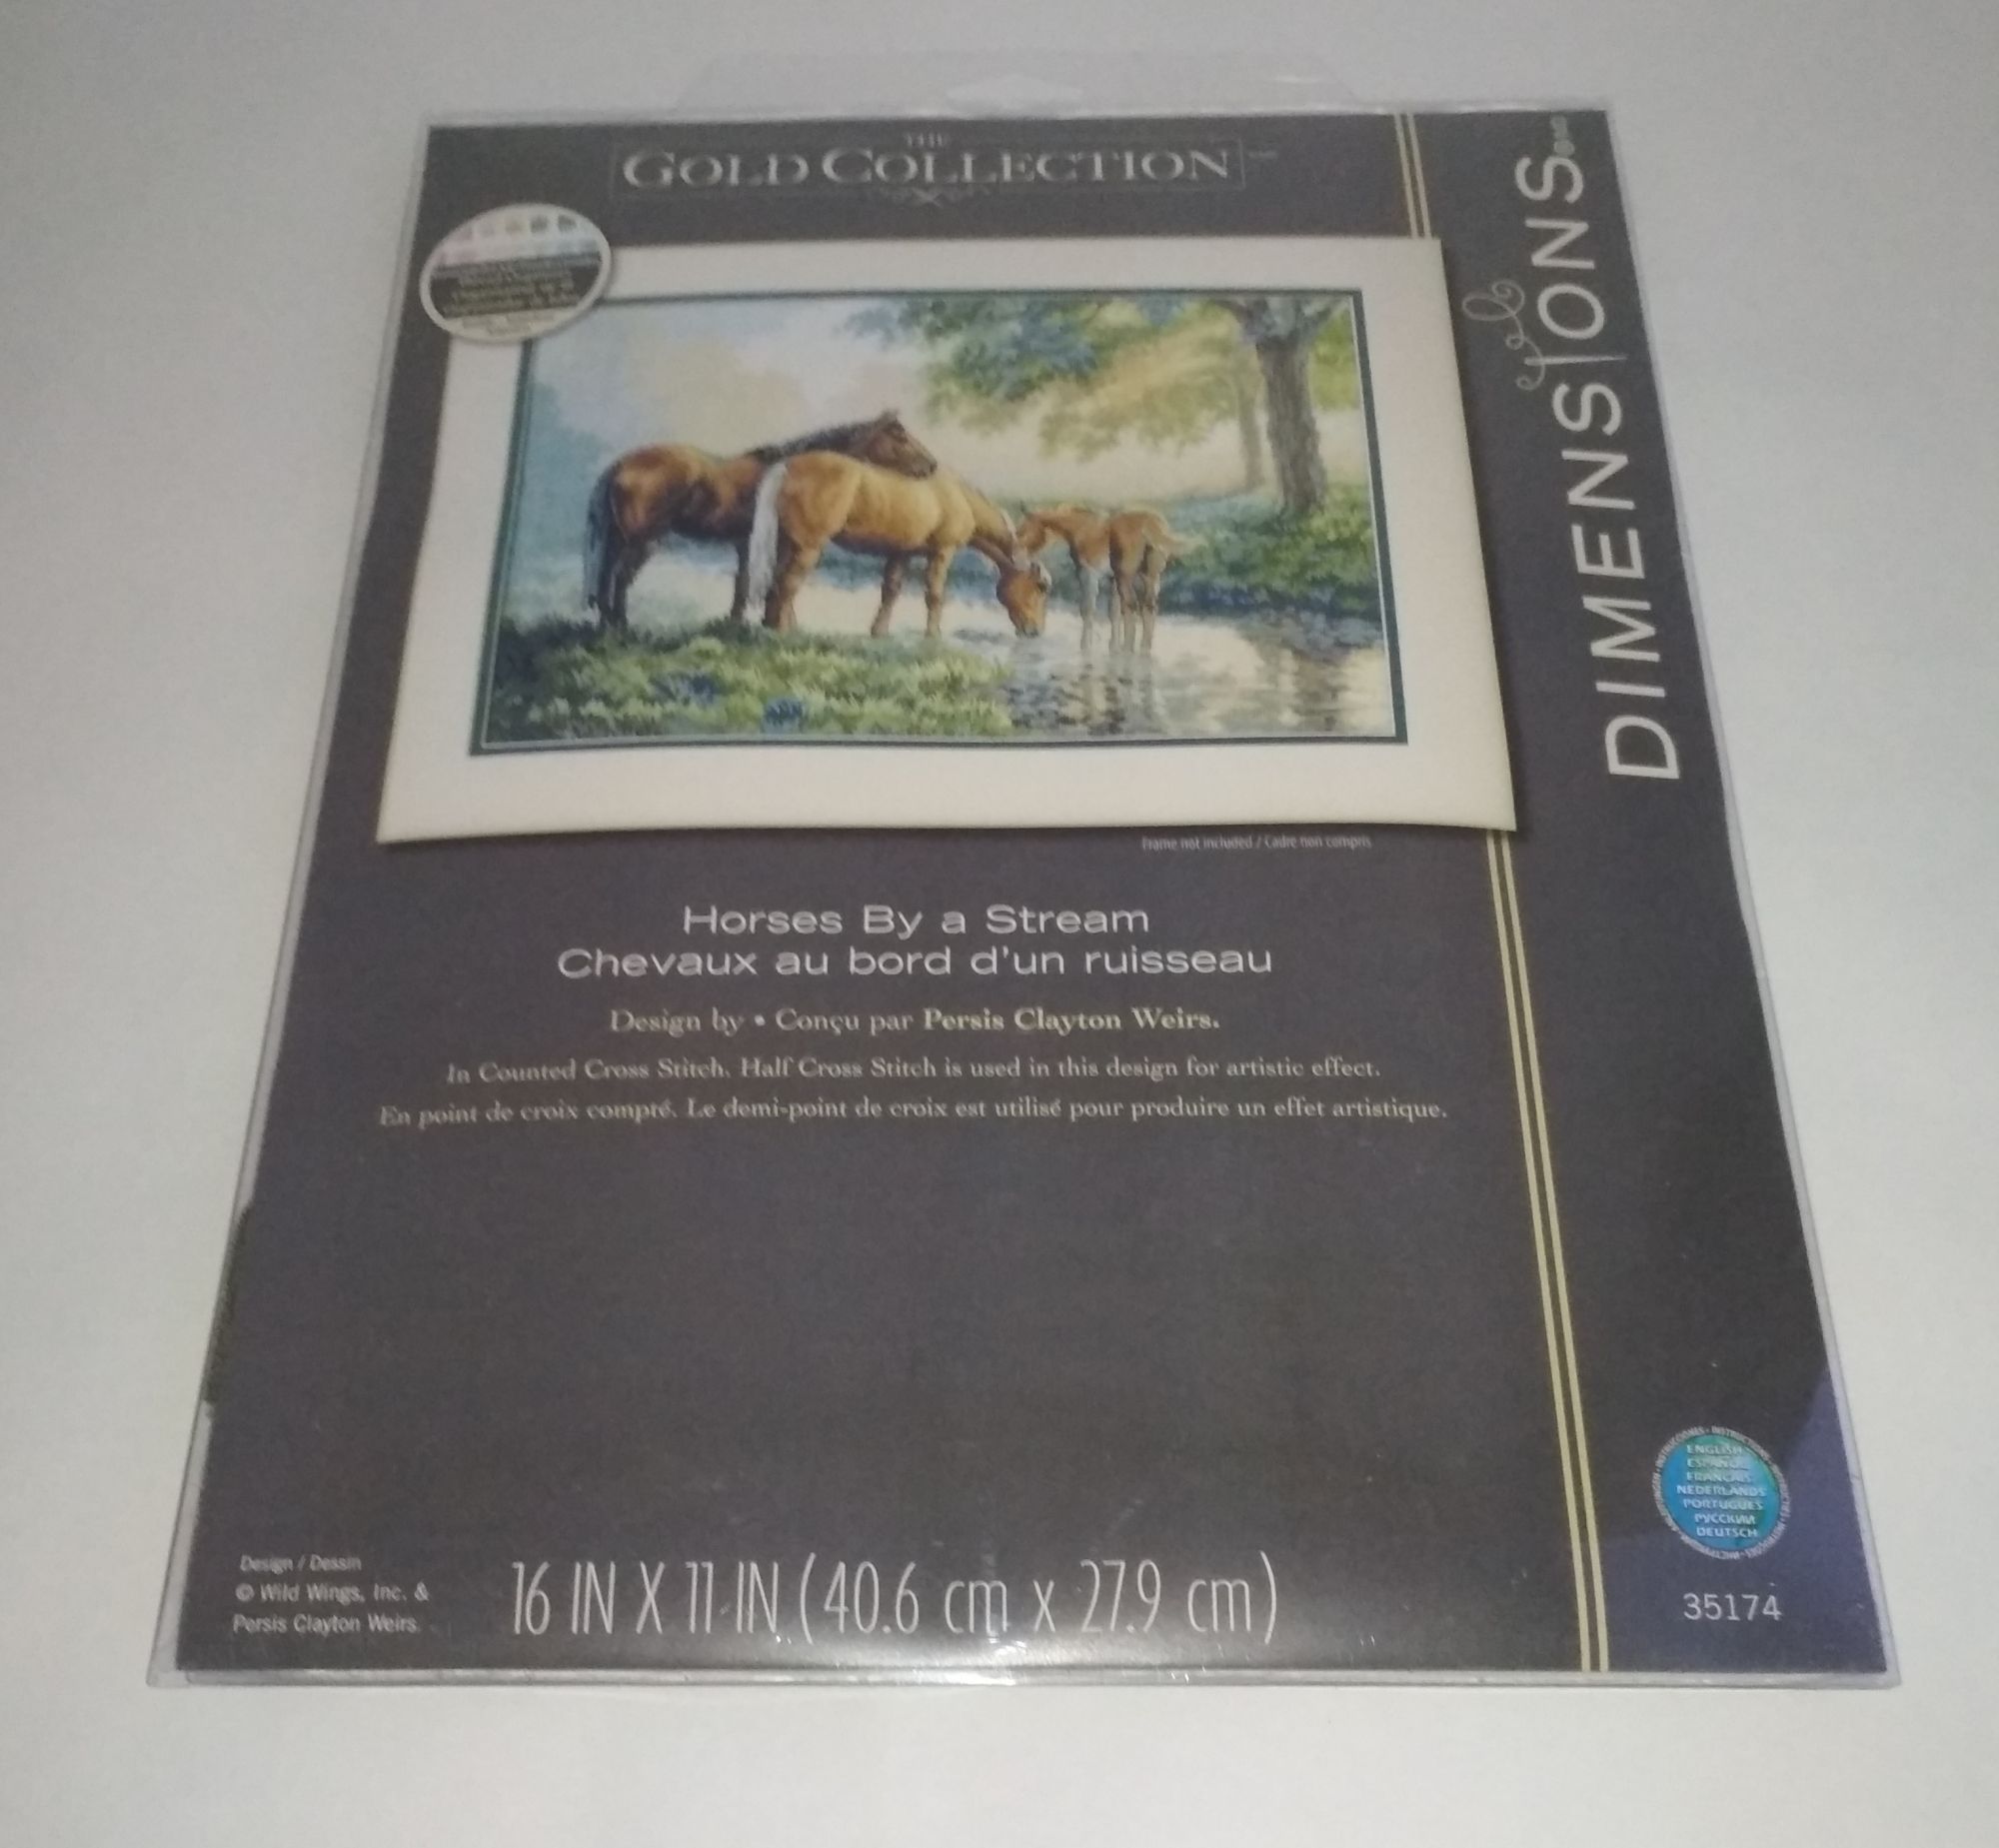 THE
GOLD COLLECTION
DIMENSIONS
Frame not included / Cadre non compris
Horses By a Stream
Chevaux au bord d'un ruisseau
Design by • Conçu par Persis Clayton Weirs.
In Counted Cross Stitch. Half Cross Stitch is used in this design for artistic effect.
En point de croix compté. Le demi-point de croix est utilisé pour produire un effet artistique.
ENGLISH
ESPAÑOL
FRANÇAIS
NEDERLANDS
PORTUGUÊS
РУССКИЙ
DEUTSCH
35174
Design / Dessin
© Wild Wings, Inc. &
Persis Clayton Weirs.
16 IN X 11 IN (40.6 cm x 27.9 cm)